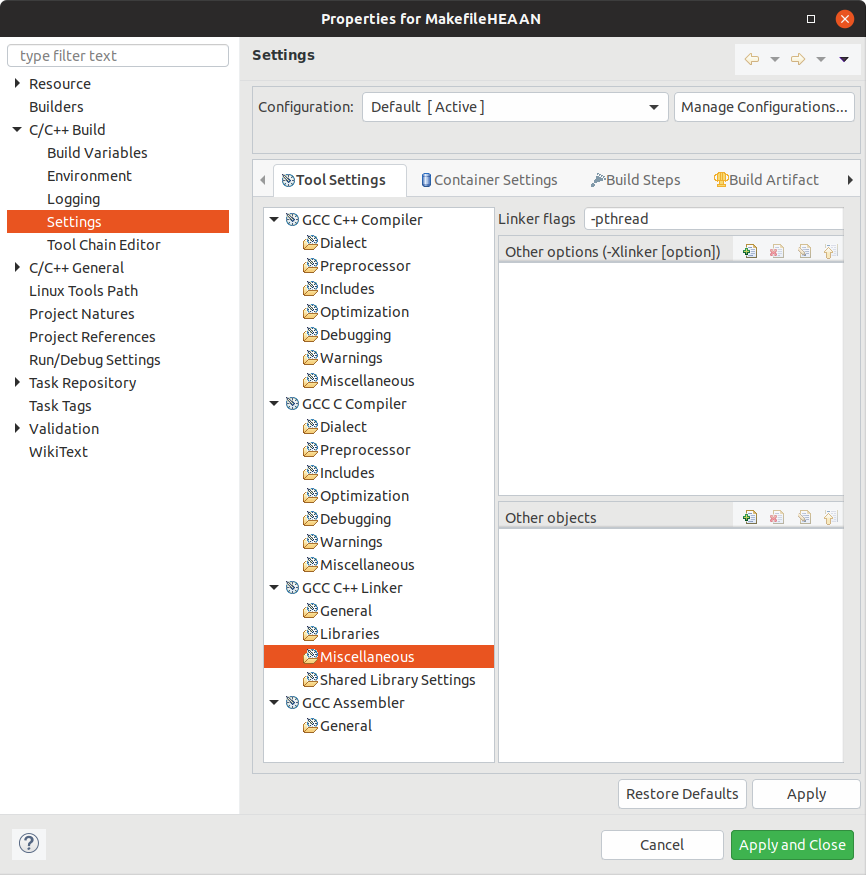 Properties for MakefileHEAAN
type filter text
Resource
Builders
C/C++ Build
Build Variables
Environment
Logging
Settings
Tool Chain Editor
C/C++ General
Linux Tools Path
Project Natures
Project References
Run/Debug Settings
Task Repository
Task Tags
Validation
WikiText
Settings
Configuration: Default [ Active ] Manage Configurations...
Tool Settings Container Settings Build Steps Build Artifact
GCC C++ Compiler
Dialect
Preprocessor
Includes
Optimization
Debugging
Warnings
Miscellaneous
GCC C Compiler
Dialect
Preprocessor
Includes
Optimization
Debugging
Warnings
Miscellaneous
GCC C++ Linker
General
Libraries
Miscellaneous
Shared Library Settings
GCC Assembler
General
Linker flags -pthread
Other options (-Xlinker [option])
Other objects
Restore Defaults Apply
? Cancel Apply and Close